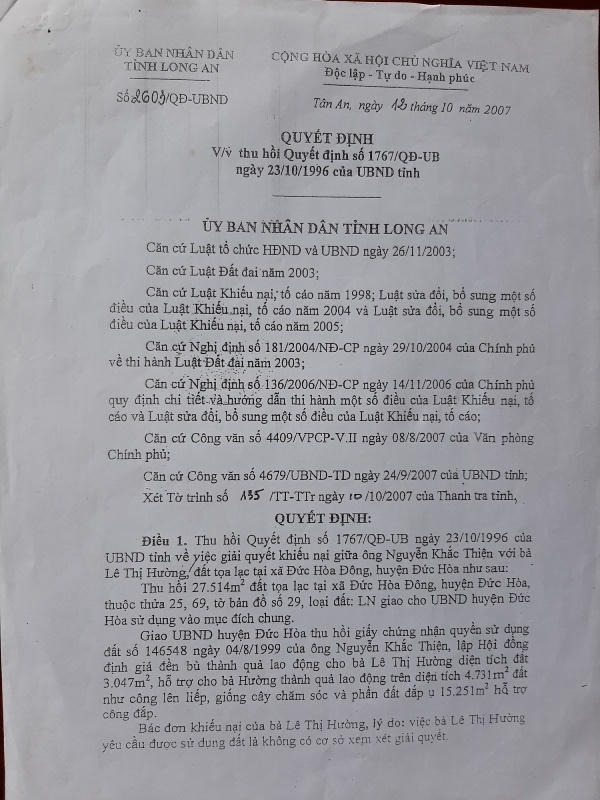 ỦY BAN NHÂN DÂN
TỈNH LONG AN
CỘNG HÒA XÃ HỘI CHỦ NGHĨA VIỆT NAM
Độc lập - Tự do - Hạnh phúc
Số 2603/QĐ-UBND
Tân An, ngày 12 tháng 10 năm 2007
QUYẾT ĐỊNH
V/v thu hồi Quyết định số 1767/QĐ-UB
ngày 23/10/1996 của UBND tỉnh
ỦY BAN NHÂN DÂN TỈNH LONG AN
Căn cứ Luật tổ chức HĐND và UBND ngày 26/11/2003;
Căn cứ Luật Đất đai năm 2003;
Căn cứ Luật Khiếu nại, tố cáo năm 1998; Luật sửa đổi, bổ sung một số
điều của Luật Khiếu nại, tố cáo năm 2004 và Luật sửa đổi, bổ sung một số
điều của Luật Khiếu nại, tố cáo năm 2005;
Căn cứ Nghị định số 181/2004/NĐ-CP ngày 29/10/2004 của Chính phủ
về thi hành Luật Đất đai năm 2003;
Căn cứ Nghị định số 136/2006/NĐ-CP ngày 14/11/2006 của Chính phủ
quy định chi tiết và hướng dẫn thi hành một số điều của Luật Khiếu nại, tố
cáo và Luật sửa đổi, bổ sung một số điều của Luật Khiếu nại, tố cáo;
Căn cứ Công văn số 4409/VPCP-V.II ngày 08/8/2007 của Văn phòng
Chính phủ;
Căn cứ Công văn số 4679/UBND-TD ngày 24/9/2007 của UBND tỉnh;
Xét Tờ trình số 135 /TT-TTr ngày 10 /10/2007 của Thanh tra tỉnh,
QUYẾT ĐỊNH:
Điều 1. Thu hồi Quyết định số 1767/QĐ-UB ngày 23/10/1996 của
UBND tỉnh về việc giải quyết khiếu nại giữa ông Nguyễn Khắc Thiện với bà
Lê Thị Hường, đất tọa lạc tại xã Đức Hòa Đông, huyện Đức Hòa như sau:
Thu hồi 27.514m² đất tọa lạc tại xã Đức Hòa Đông, huyện Đức Hòa,
thuộc thửa 25, 69, tờ bản đồ số 29, loại đất: LN giao cho UBND huyện Đức
Hòa sử dụng vào mục đích chung.
Giao UBND huyện Đức Hòa thu hồi giấy chứng nhận quyền sử dụng
đất số 146548 ngày 04/8/1999 của ông Nguyễn Khắc Thiện, lập Hội đồng
định giá đền bù thành quả lao động cho bà Lê Thị Hường diện tích đất
3.047m², hỗ trợ cho bà Hường thành quả lao động trên diện tích 4.731m² đất
như công lên liếp, giống cây chăm sóc và phần đất đắp ụ 15.251m² hỗ trợ
công đắp.
Bác đơn khiếu nại của bà Lê Thị Hường, lý do: việc bà Lê Thị Hường
yêu cầu được sử dụng đất là không có cơ sở xem xét giải quyết.